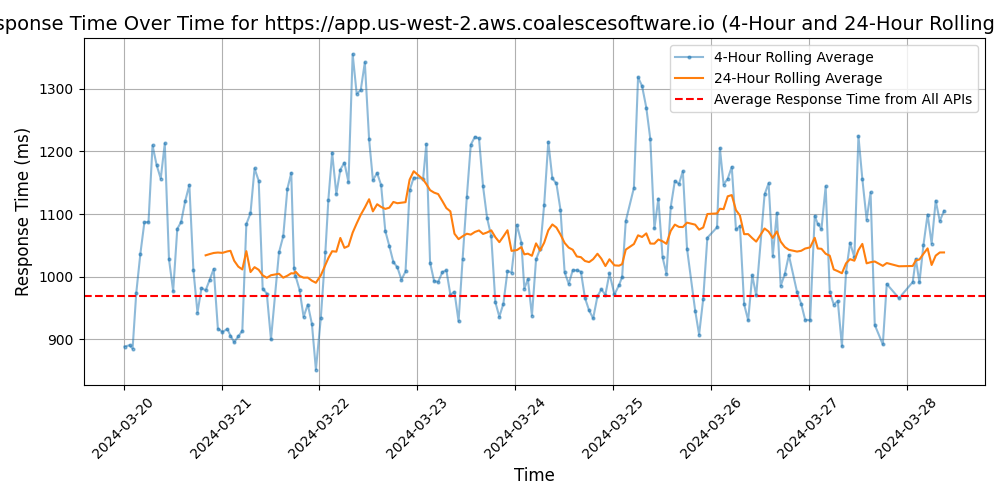 sponse Time Over Time for https://app.us-west-2.aws.coalescesoftware.io (4-Hour and 24-Hour Rolling
4-Hour Rolling Average
24-Hour Rolling Average
Average Response Time from All APIs
Response Time (ms)
1300
1200
1100
1000
900
2024-03-20
2024-03-21
2024-03-22
2024-03-23
2024-03-24
2024-03-25
2024-03-26
2024-03-27
2024-03-28
Time